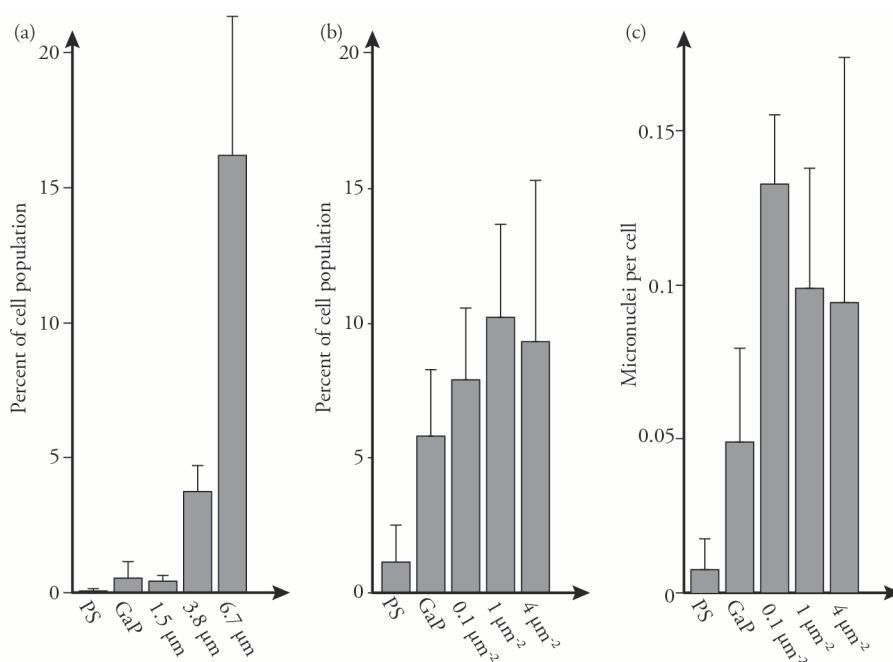 (a)
20
15
10
5
0
Percent of cell population
PS
GaP
1.5 μm
3.8 μm
6.7 μm
(b)
20
15
10
5
0
Percent of cell population
PS
GaP
0.1 μm-2
1 μm-2
4 μm-2
(c)
0.15
0.1
0.05
0
Micronuclei per cell
PS
GaP
0.1 μm-2
1 μm-2
4 μm-2